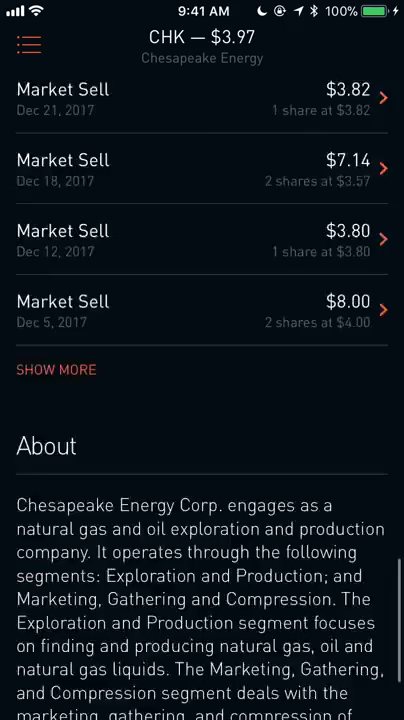 9:41 AM 100%
CHK — $3.97
Chesapeake Energy
Market Sell $3.82
Dec 21, 2017 1 share at $3.82
Market Sell $7.14
Dec 18, 2017 2 shares at $3.57
Market Sell $3.80
Dec 12, 2017 1 share at $3.80
Market Sell $8.00
Dec 5, 2017 2 shares at $4.00
SHOW MORE
About
Chesapeake Energy Corp. engages as a
natural gas and oil exploration and production
company. It operates through the following
segments: Exploration and Production; and
Marketing, Gathering and Compression. The
Exploration and Production segment focuses
on finding and producing natural gas, oil and
natural gas liquids. The Marketing, Gathering,
and Compression segment deals with the
marketing, gathering, and compression of